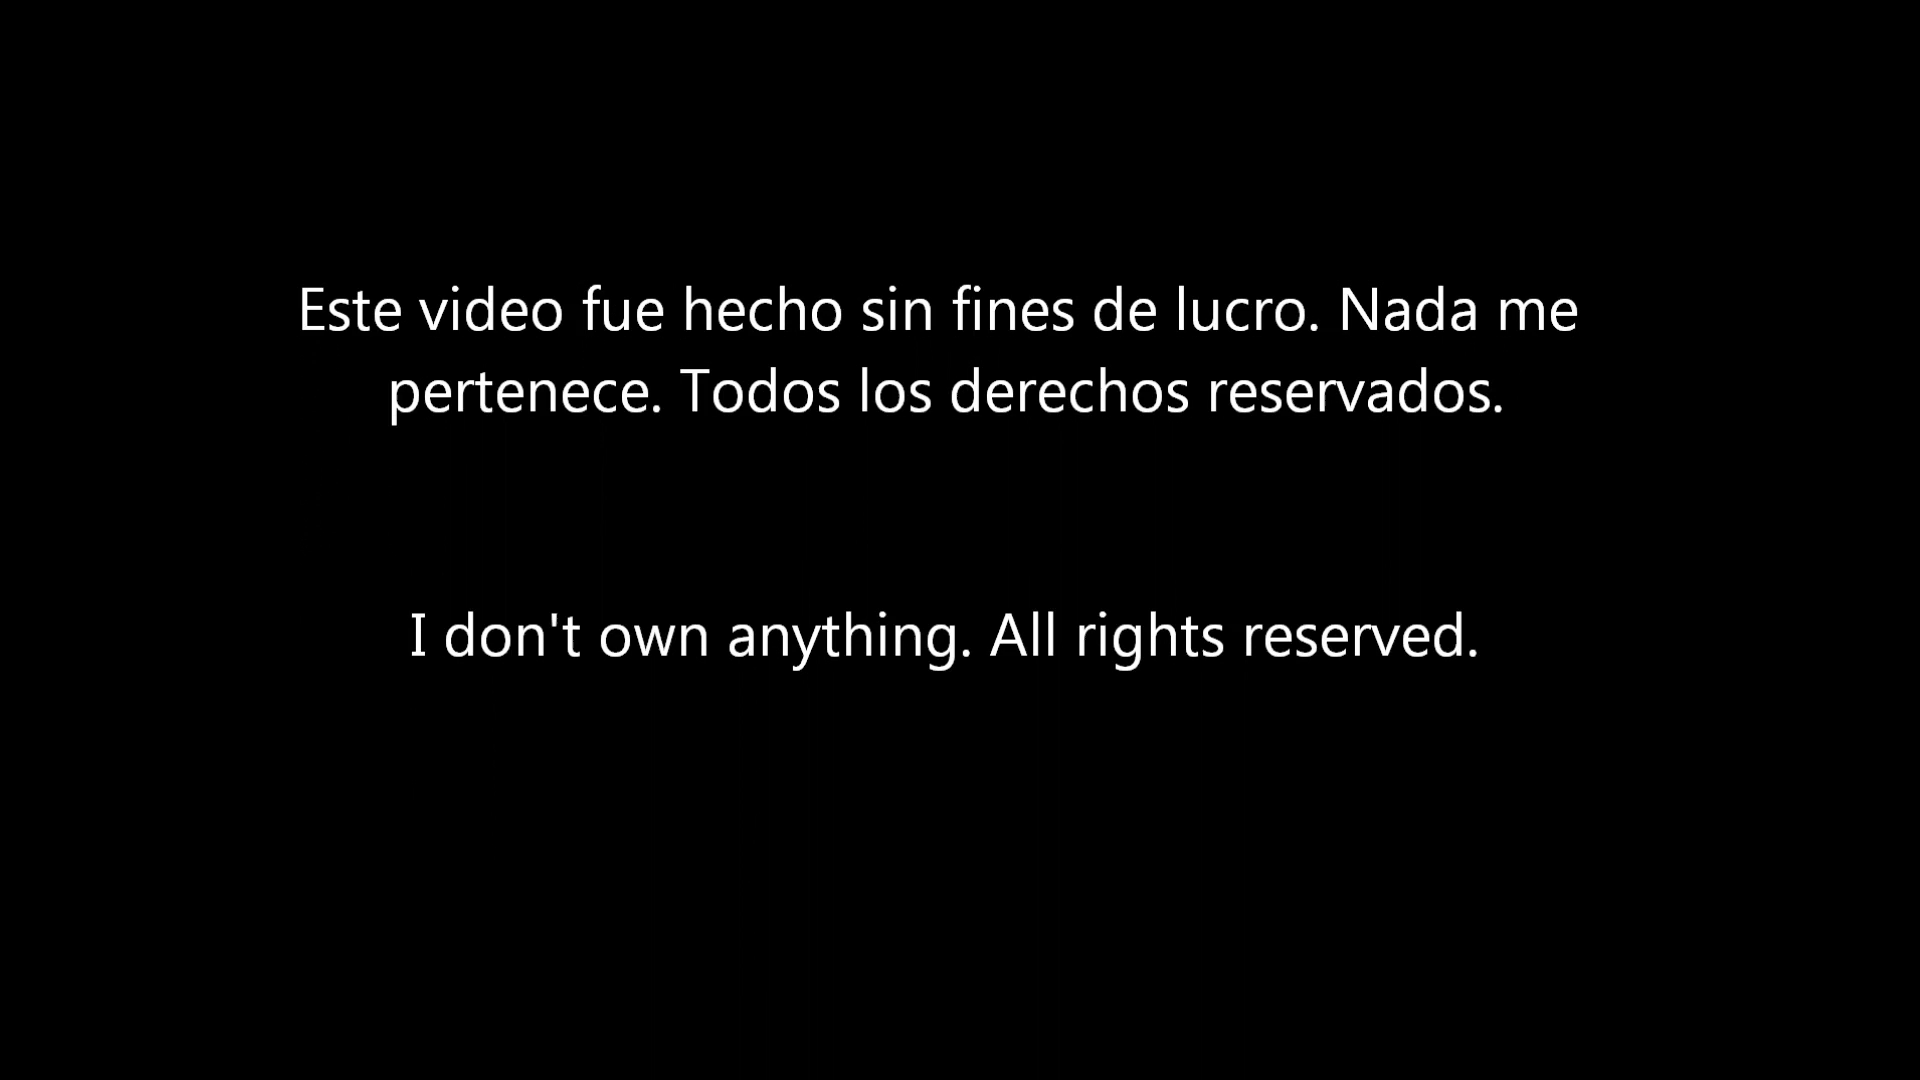 Este video fue hecho sin fines de lucro. Nada me
pertenece. Todos los derechos reservados.
I don't own anything. All rights reserved.